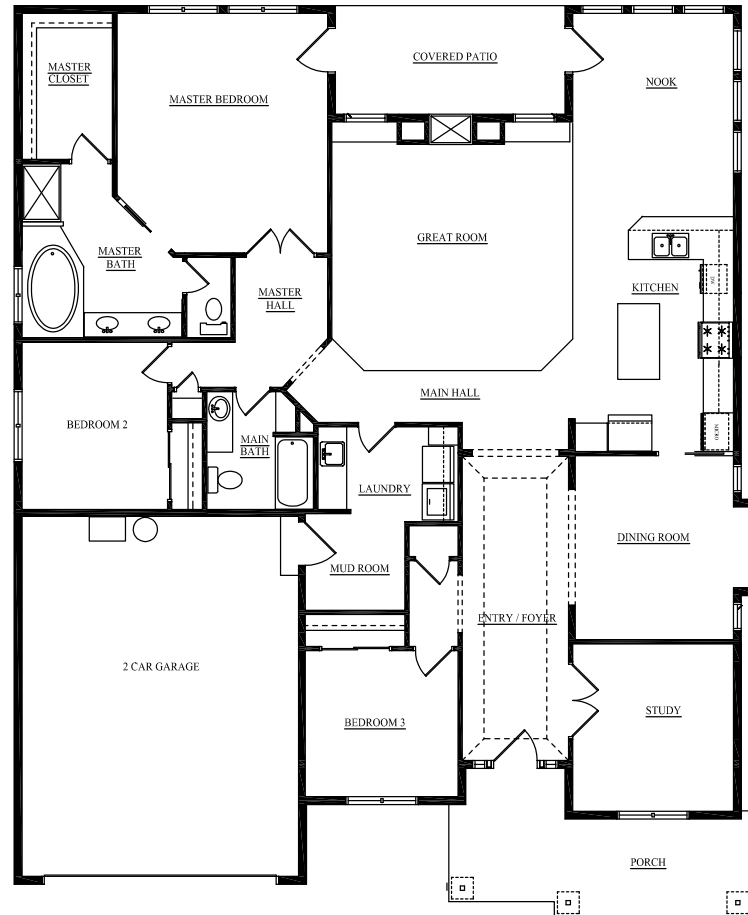 COVERED PATIO
MASTER
CLOSET
NOOK
MASTER BEDROOM
GREAT ROOM
MASTER
BATH
KITCHEN
MASTER
HALL
MAIN HALL
BEDROOM 2
MAIN
BATH
MICRO
LAUNDRY
DINING ROOM
MUD ROOM
ENTRY / FOYER
2 CAR GARAGE
STUDY
BEDROOM 3
PORCH